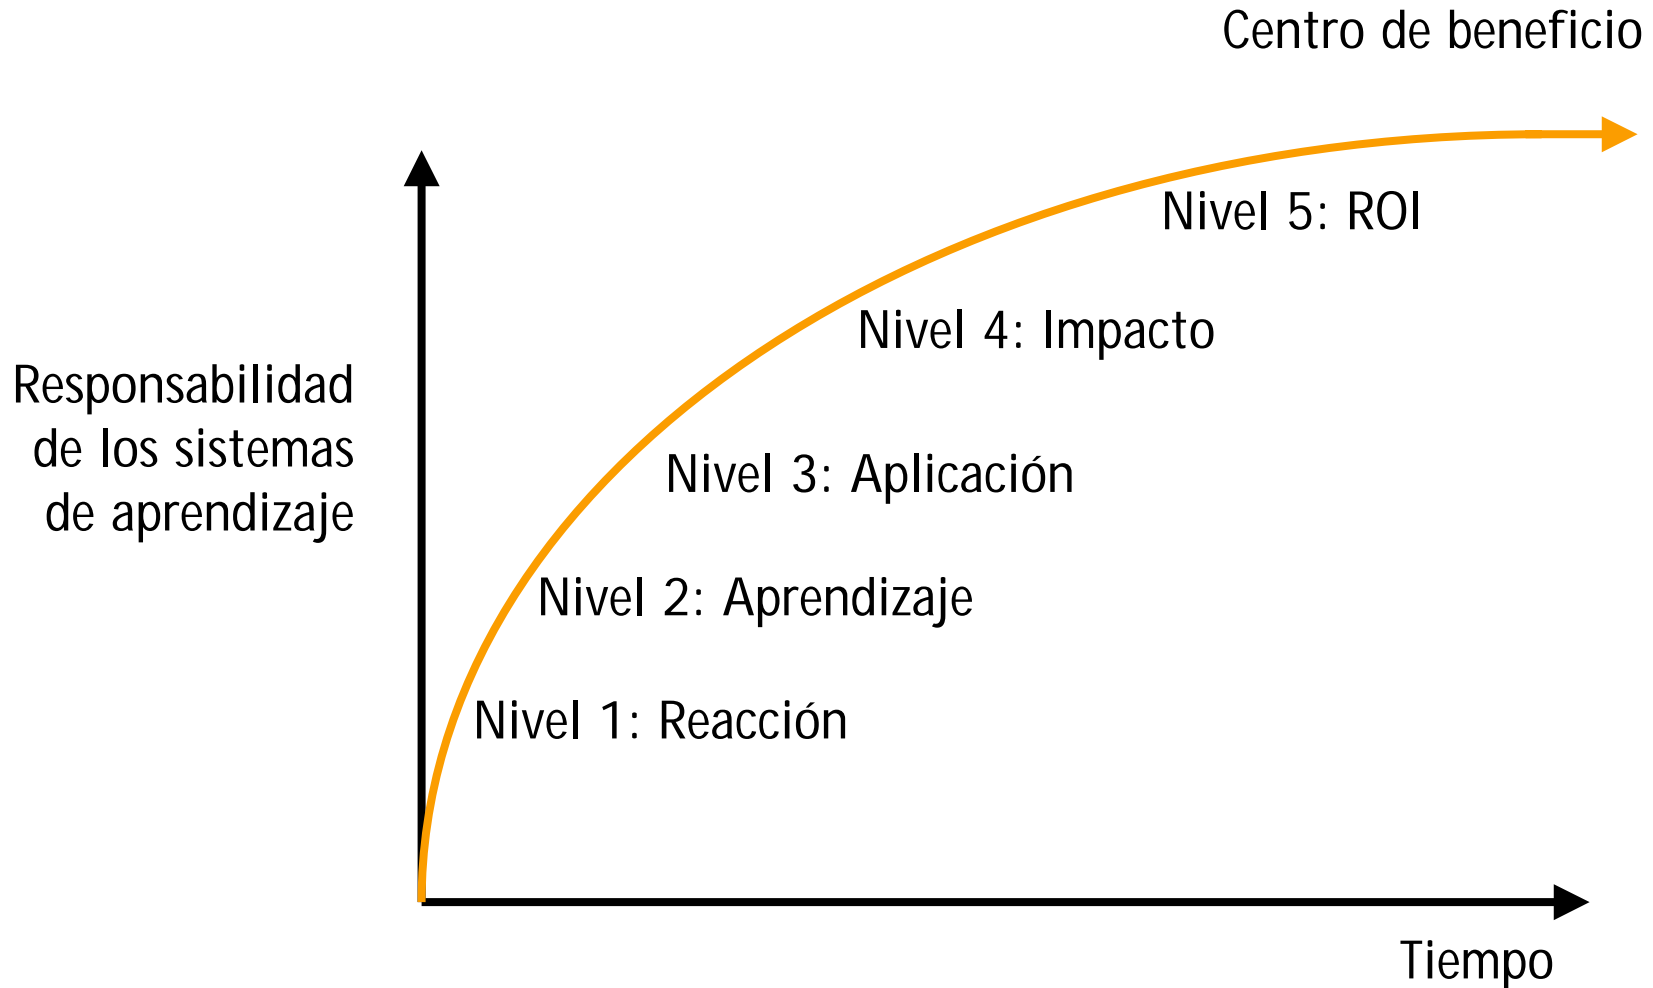 Centro de beneficio
Nivel 5: ROI
Nivel 4: Impacto
Responsabilidad
de los sistemas
de aprendizaje
Nivel 3: Aplicación
Nivel 2: Aprendizaje
Nivel 1: Reacción
Tiempo